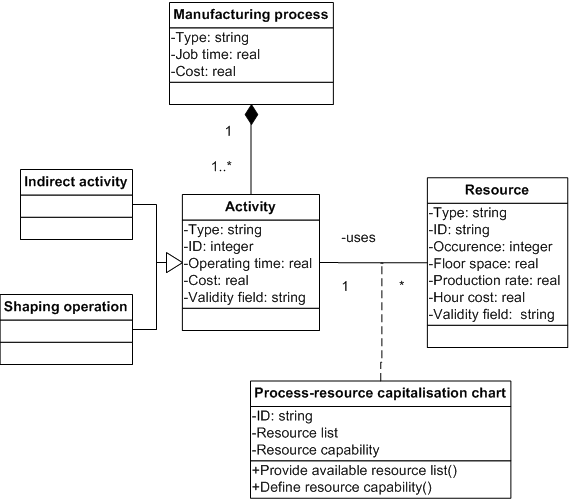 Manufacturing process
-Type: string
-Job time: real
-Cost: real
1
1..*
Indirect activity
Activity
-Type: string
-ID: integer
-Operating time: real
-Cost: real
-Validity field: string
-uses
1
*
Resource
-Type: string
-ID: string
-Occurence: integer
-Floor space: real
-Production rate: real
-Hour cost: real
-Validity field: string
Shaping operation
Process-resource capitalisation chart
-ID: string
-Resource list
-Resource capability
+Provide available resource list()
+Define resource capability()